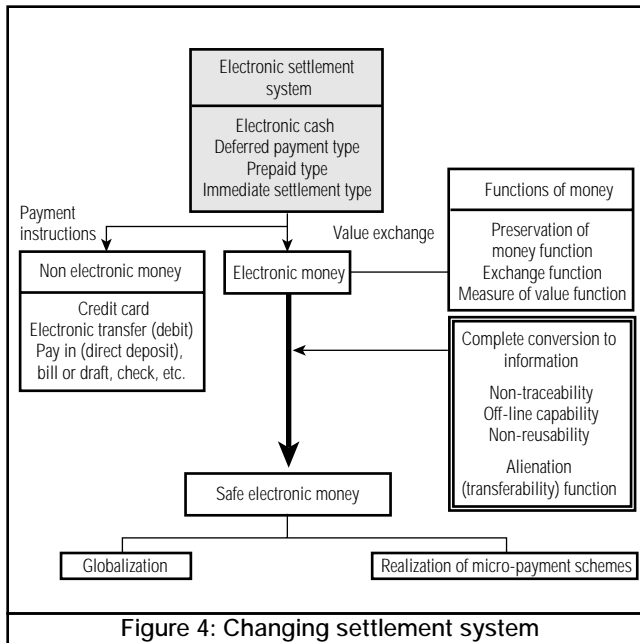 Electronic settlement
system
Electronic cash
Deferred payment type
Prepaid type
Immediate settlement type
Payment
instructions
Value exchange
Non electronic money
Credit card
Electronic transfer (debit)
Pay in (direct deposit),
bill or draft, check, etc.
Electronic money
Functions of money
Preservation of
money function
Exchange function
Measure of value function
Complete conversion to
information
Non-traceability
Off-line capability
Non-reusability
Alienation
(transferability) function
Safe electronic money
Globalization
Realization of micro-payment schemes
Figure 4: Changing settlement system